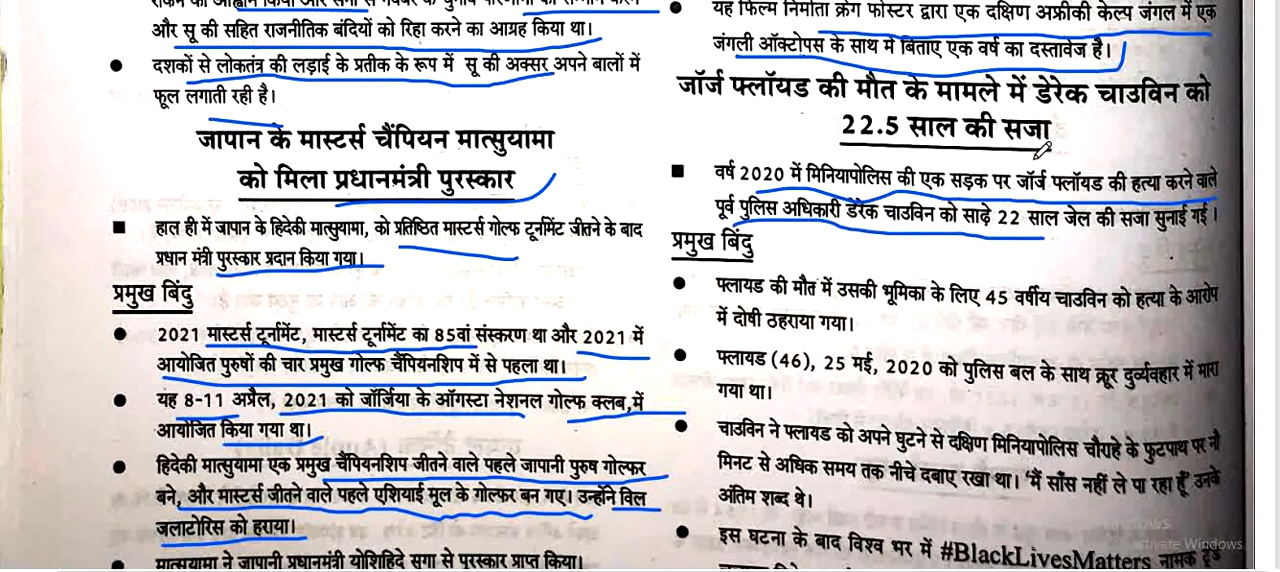 और सू की सहित राजनीतिक बंदियों को रिहा करने का आग्रह किया था।
● दशकों से लोकतंत्र की लड़ाई के प्रतीक के रूप में सू की अक्सर अपने बालों में
फूल लगाती रही है।
जापान के मास्टर्स चैंपियन मात्सुयामा
को मिला प्रधानमंत्री पुरस्कार
■ हाल ही में जापान के हिदेकी मात्सुयामा, को प्रतिष्ठित मास्टर्स गोल्फ टूर्नामेंट जीतने के बाद
प्रधान मंत्री पुरस्कार प्रदान किया गया।
प्रमुख बिंदु
● 2021 मास्टर्स टूर्नामेंट, मास्टर्स टूर्नामेंट का 85वां संस्करण था और 2021 में
आयोजित पुरुषों की चार प्रमुख गोल्फ चैंपियनशिप में से पहला था।
● यह 8-11 अप्रैल, 2021 को जॉर्जिया के ऑगस्टा नेशनल गोल्फ क्लब,में
आयोजित किया गया था।
● हिदेकी मात्सुयामा एक प्रमुख चैंपियनशिप जीतने वाले पहले जापानी पुरुष गोल्फर
बने, और मास्टर्स जीतने वाले पहले एशियाई मूल के गोल्फर बन गए। उन्होंने विल
जलाटोरिस को हराया।
● मात्सुयामा ने जापानी प्रधानमंत्री योशिहिदे सुगा से पुरस्कार प्राप्त किया।
● यह फिल्म निर्माता क्रेग फोस्टर द्वारा एक दक्षिण अफ्रीकी केल्प जंगल में एक
जंगली ऑक्टोपस के साथ में बिताए एक वर्ष का दस्तावेज है।
जॉर्ज फ्लॉयड की मौत के मामले में डेरेक चाउविन को
22.5 साल की सजा
■ वर्ष 2020 में मिनियापोलिस की एक सड़क पर जॉर्ज फ्लॉयड की हत्या करने वाले
पूर्व पुलिस अधिकारी डेरेक चाउविन को साढ़े 22 साल जेल की सजा सुनाई गई।
प्रमुख बिंदु
● फ्लायड की मौत में उसकी भूमिका के लिए 45 वर्षीय चाउविन को हत्या के आरोप
में दोषी ठहराया गया।
● फ्लायड (46), 25 मई, 2020 को पुलिस बल के साथ क्रूर दुर्व्यवहार में मारा
गया था।
● चाउविन ने फ्लायड को अपने घुटने से दक्षिण मिनियापोलिस चौराहे के फुटपाथ पर नौ
मिनट से अधिक समय तक नीचे दबाए रखा था। 'मैं साँस नहीं ले पा रहा हूँ' उनके
अंतिम शब्द थे।
● इस घटना के बाद विश्व भर में #BlackLivesMatters नामक ट्रेंड